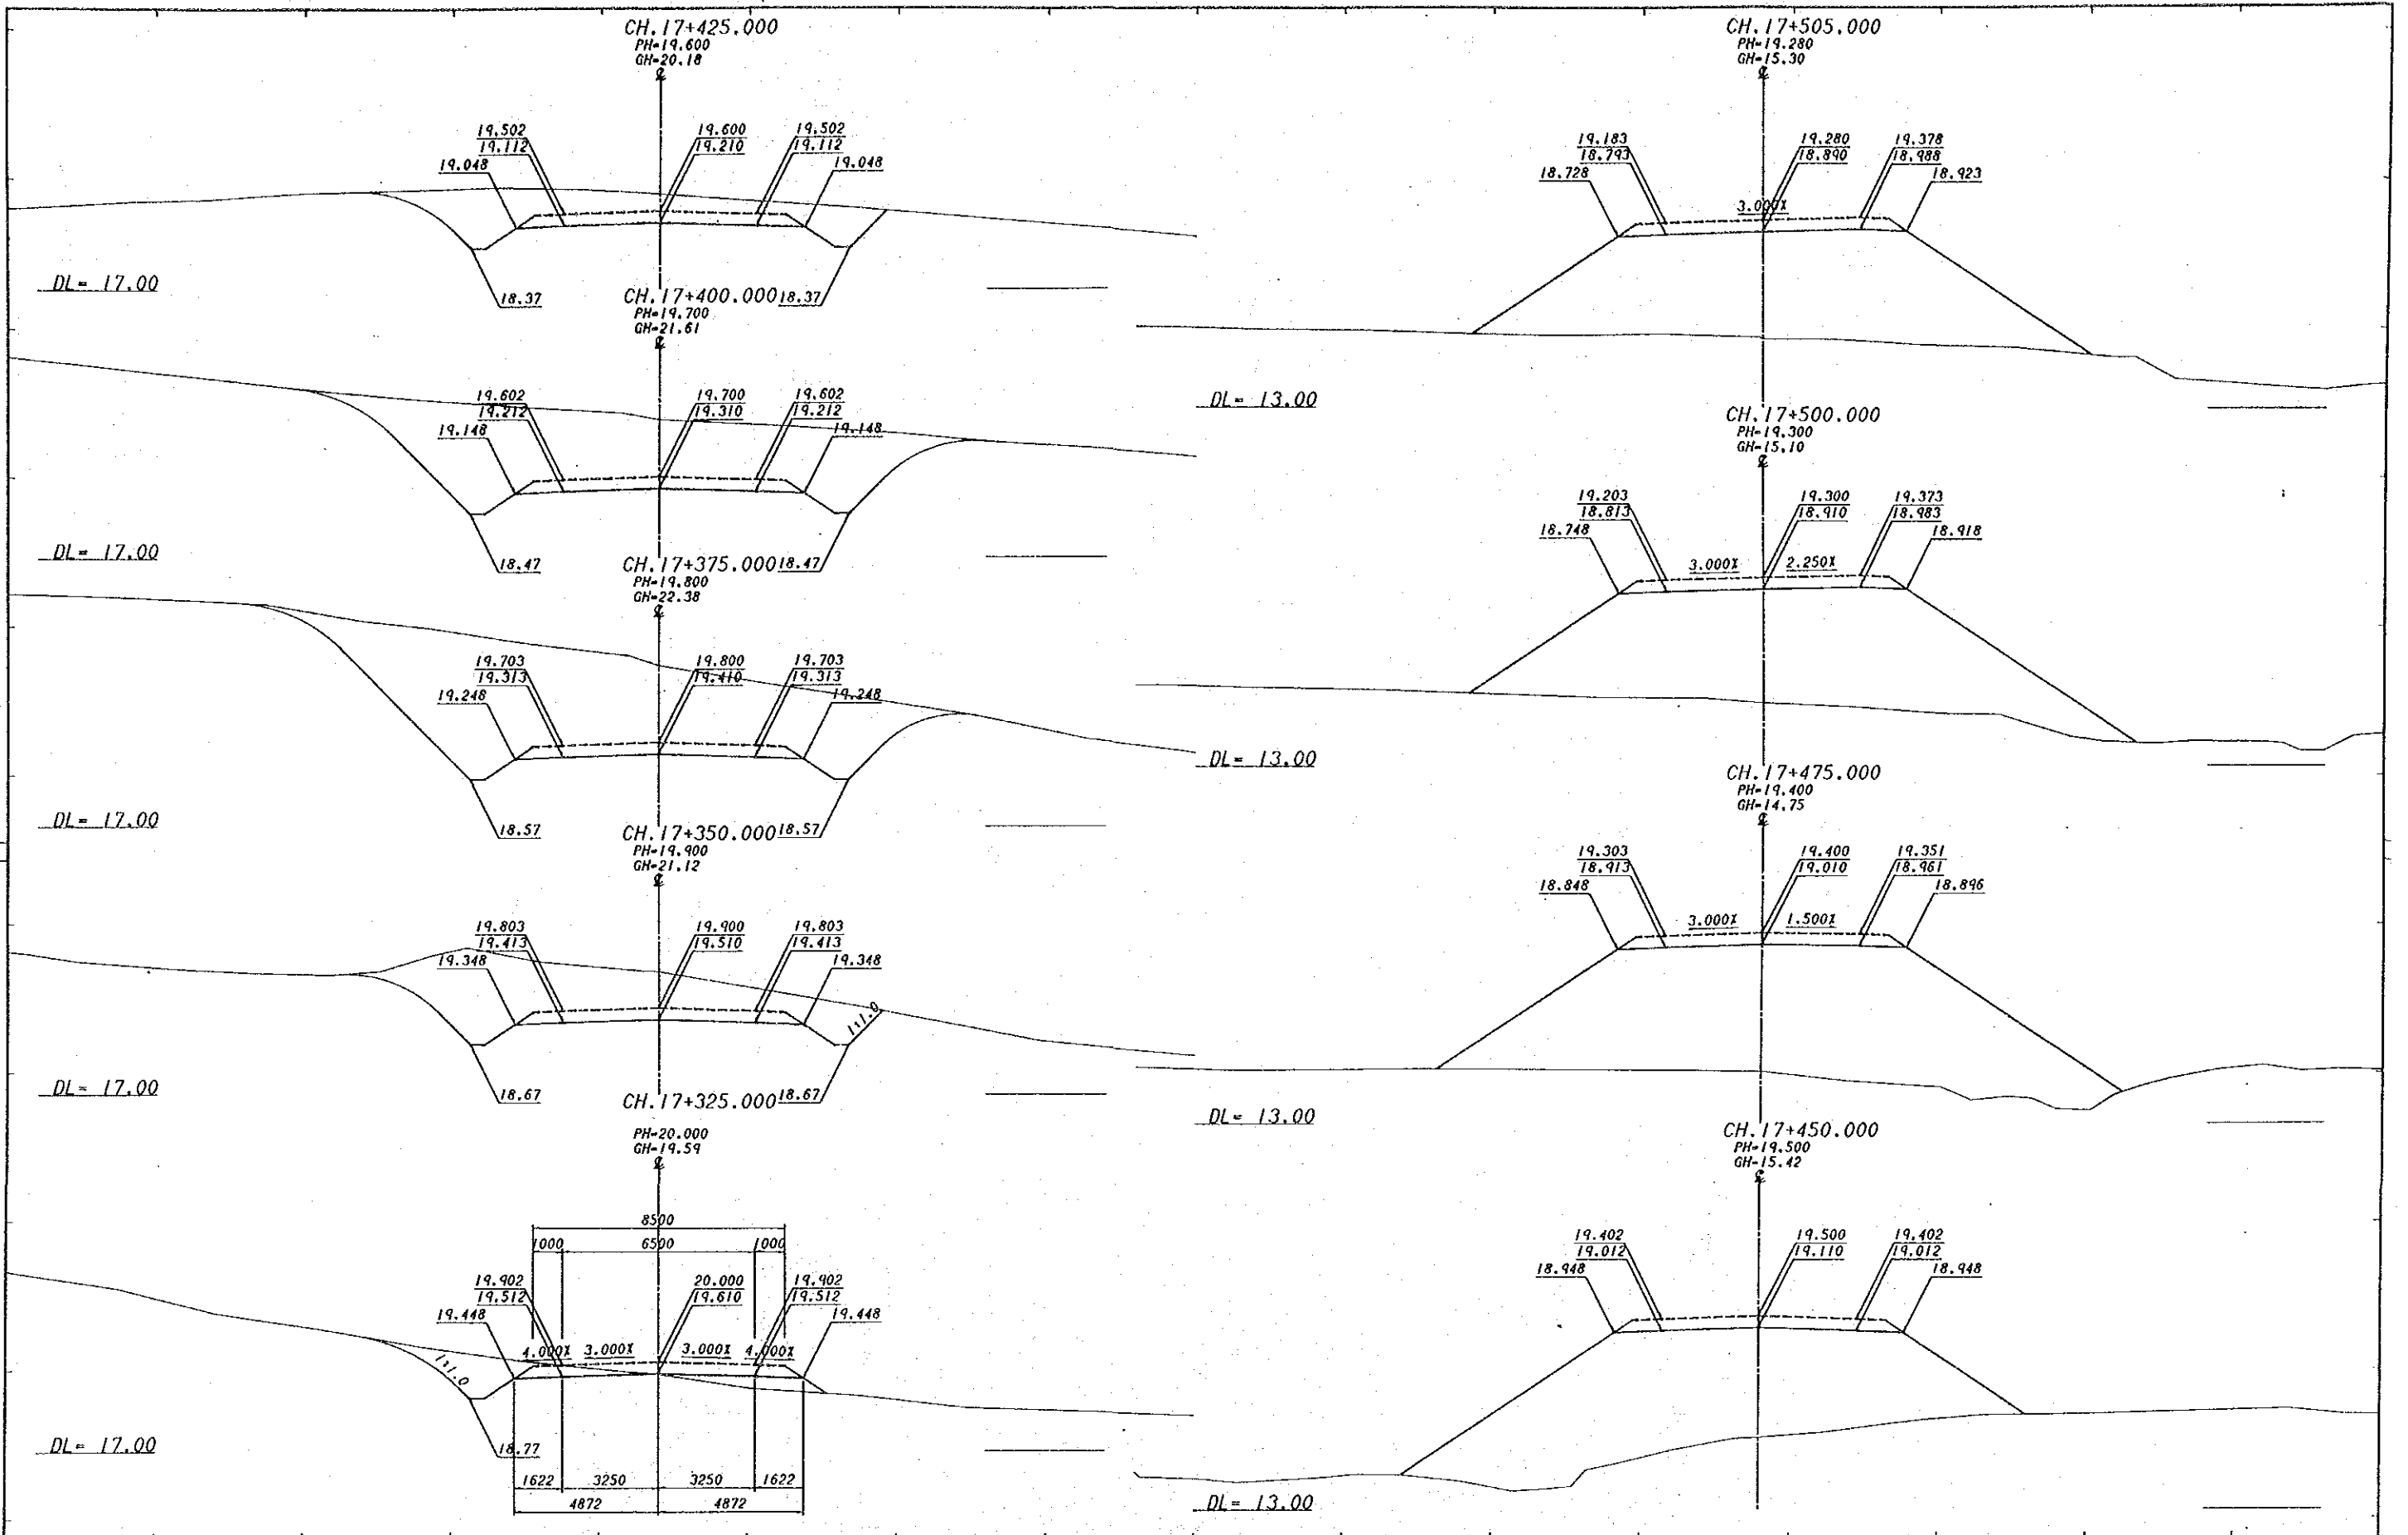 CH.17+425.000
PH=19.600
GH=20.18
19.502 19.600 19.502
19.112 19.210 19.112
19.048 19.048
DL= 17.00
18.37 18.37
CH.17+400.000
PH=19.700
GH=21.61
19.602 19.700 19.602
19.212 19.310 19.212
19.148 19.148
DL= 17.00
18.47 18.47
CH.17+375.000
PH=19.800
GH=22.38
19.703 19.800 19.703
19.313 19.410 19.313
19.248 19.248
DL= 17.00
18.57 18.57
CH.17+350.000
PH=19.900
GH=21.12
19.803 19.900 19.803
19.413 19.510 19.413
19.348 19.348
1:1.0
DL= 17.00
18.67 18.67
CH.17+325.000
PH=20.000
GH=19.59
8500
1000 6500 1000
19.902 20.000 19.902
19.512 19.610 19.512
19.448 19.448
4.000% 3.000% 3.000% 4.000%
1:1.0
DL= 17.00
18.77
1622 3250 3250 1622
4872 4872
CH.17+505.000
PH=19.280
GH=15.30
19.183 19.280 19.378
18.793 18.890 18.988
18.728 18.923
3.000%
DL= 13.00
CH.17+500.000
PH=19.300
GH=15.10
19.203 19.300 19.373
18.813 18.910 18.983
18.748 18.918
3.000% 2.250%
DL= 13.00
CH.17+475.000
PH=19.400
GH=14.75
19.303 19.400 19.351
18.913 19.010 18.961
18.848 18.896
3.000% 1.500%
DL= 13.00
CH.17+450.000
PH=19.500
GH=15.42
19.402 19.500 19.402
19.012 19.110 19.012
18.948 18.948
DL= 13.00